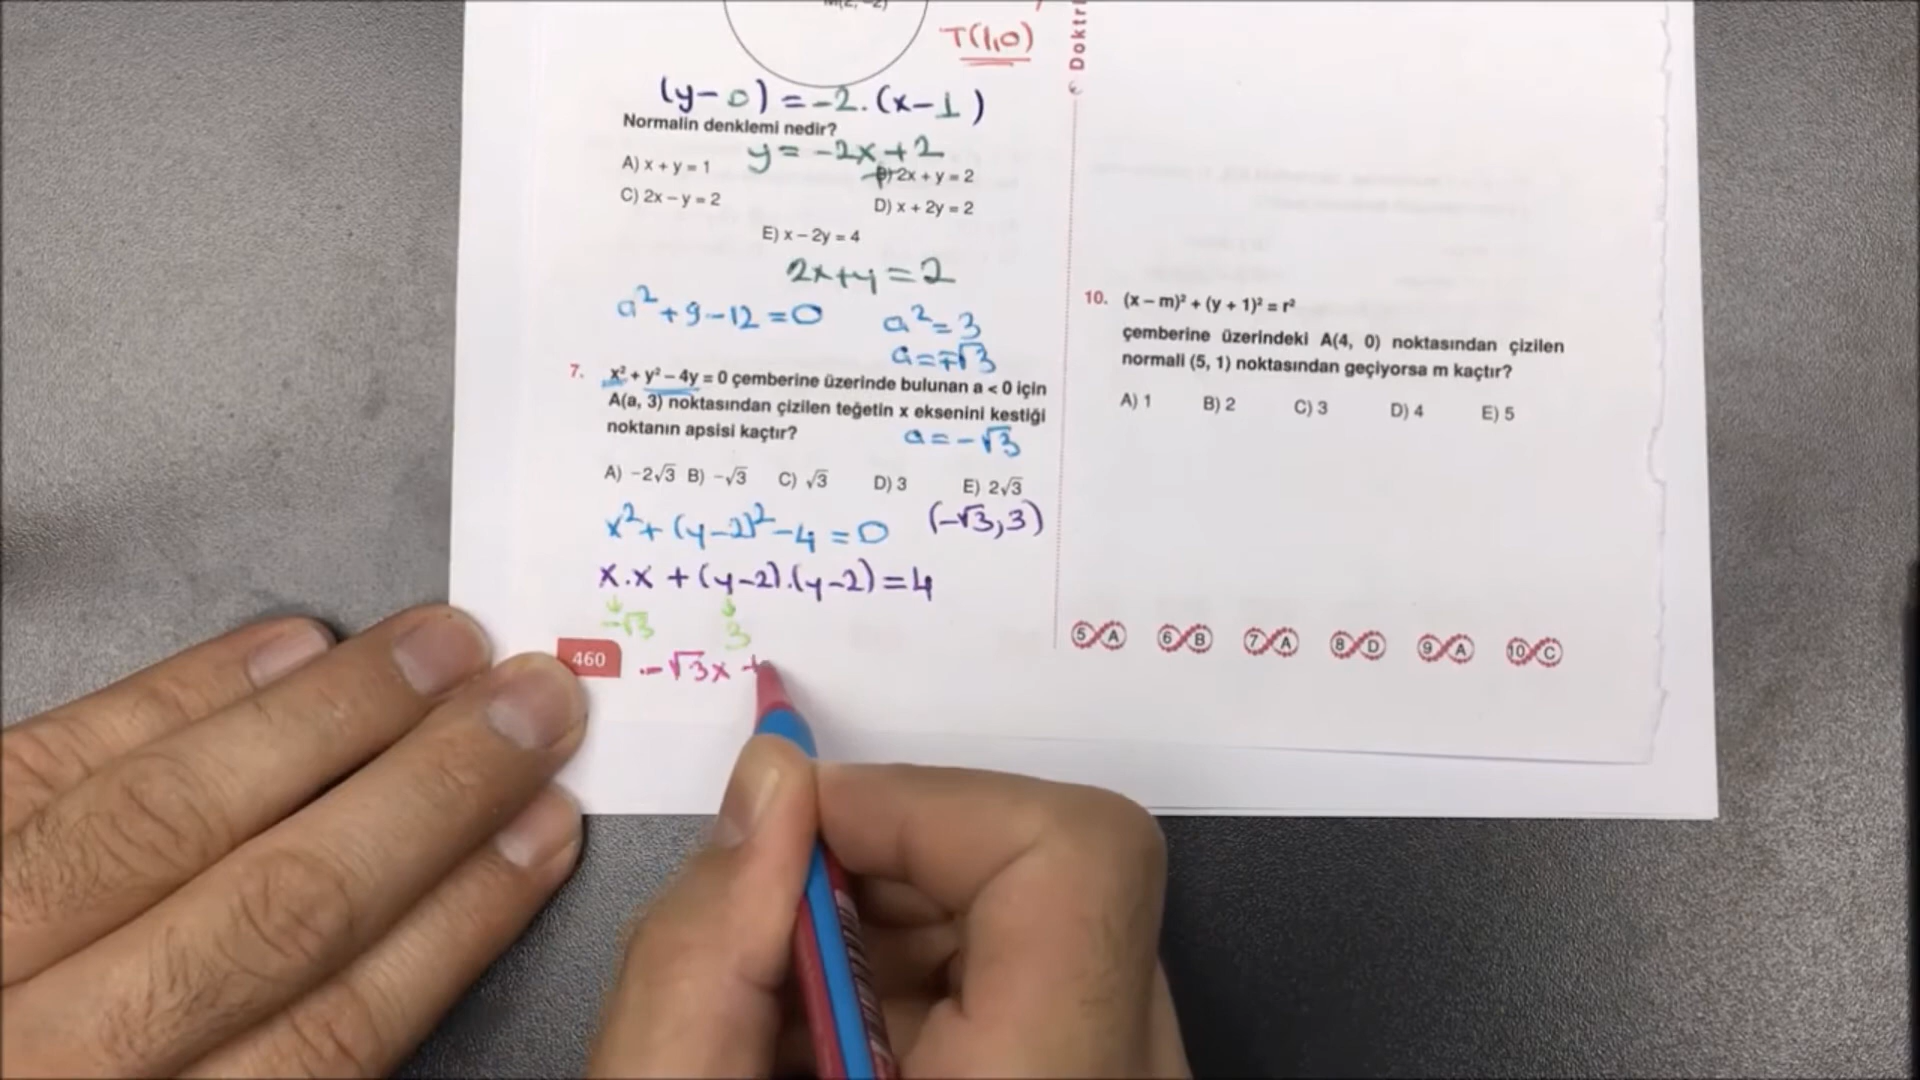 T(1,0)
Doktri
(y-0) = -2.(x-1)
Normalin denklemi nedir?
y = -2x+2
A) x + y = 1
B) 2x + y = 2
C) 2x – y = 2
D) x + 2y = 2
E) x – 2y = 4
2x+y=2
a²+9-12=0
a²=3
a=∓√3
7. x² + y² – 4y = 0 çemberine üzerinde bulunan a < 0 için
A(a, 3) noktasından çizilen teğetin x eksenini kestiği
noktanın apsisi kaçtır?
a=-√3
A) –2√3 B) –√3 C) √3 D) 3 E) 2√3
x²+(y-2)²-4=0
(-√3,3)
x.x+(y-2).(y-2)=4
-√3
3
460
-√3x +
10. (x – m)² + (y + 1)² = r²
çemberine üzerindeki A(4, 0) noktasından çizilen
normali (5, 1) noktasından geçiyorsa m kaçtır?
A) 1 B) 2 C) 3 D) 4 E) 5
5 A 6 B 7 A 8 D 9 A 10 C